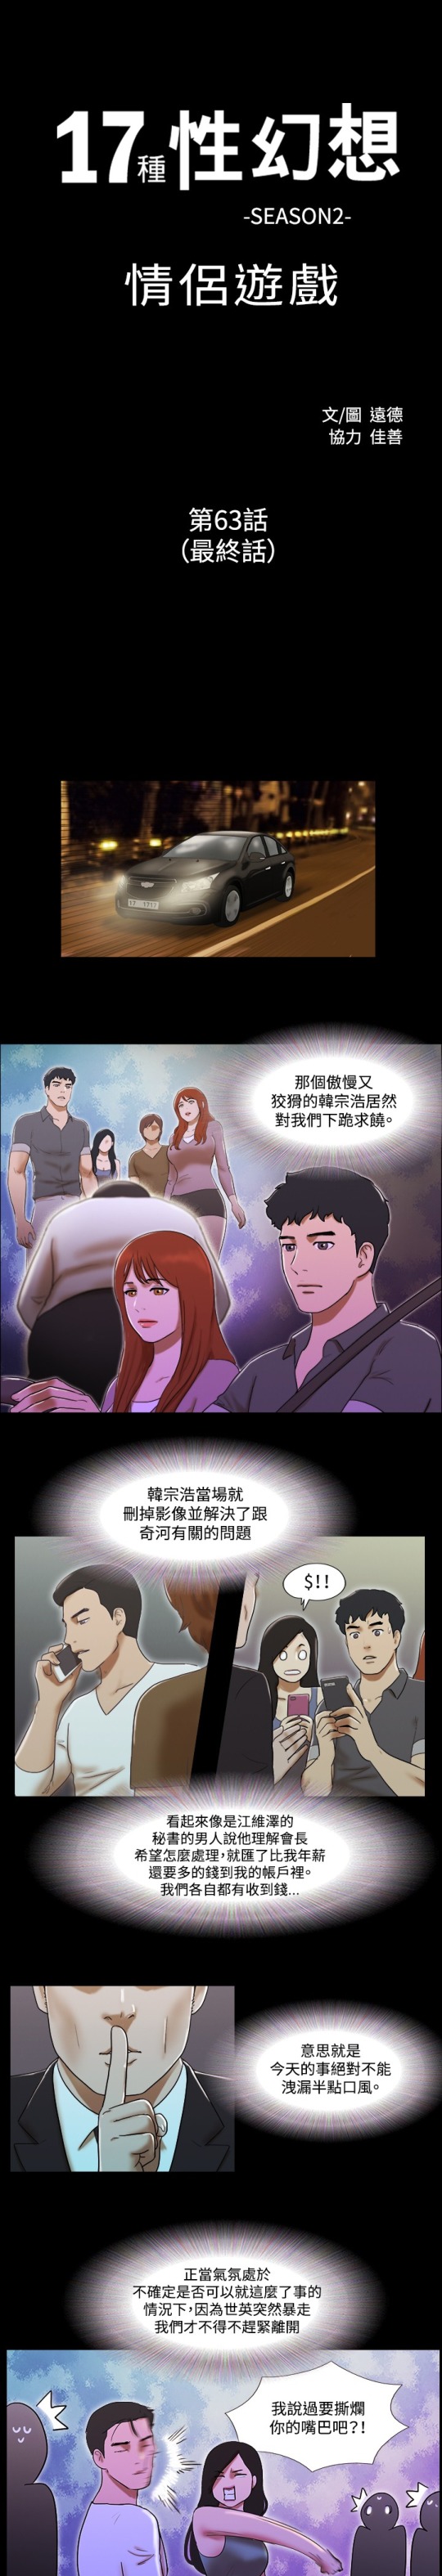 17種性幻想
-SEASON2-
情侶遊戲
文/圖 遠德
協力 佳善
第63話
(最終話)
17 1717
那個傲慢又
狡猾的韓宗浩居然
對我們下跪求饒。
韓宗浩當場就
刪掉影像並解決了跟
奇河有關的問題
$!!
看起來像是江維澤的
秘書的男人說他理解會長
希望怎麼處理,就匯了比我年薪
還要多的錢到我的帳戶裡。
我們各自都有收到錢...
意思就是
今天的事絕對不能
洩漏半點口風。
正當氣氛處於
不確定是否可以就這麼了事的
情況下,因為世英突然暴走
我們才不得不趕緊離開
我說過要撕爛
你的嘴巴吧?!